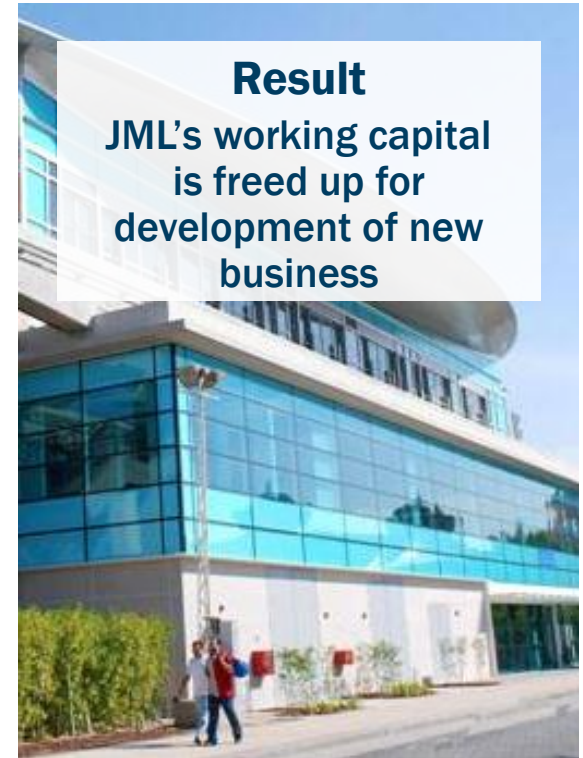 Result
JML's working capital
is freed up for
development of new
business